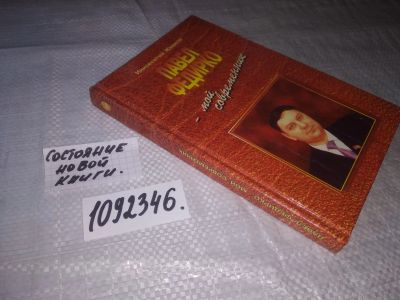 ПАВЕЛ
ФЕДИРКО
- мой
современник
СОСТОЯНИЕ
НОВОЙ
КНИГИ.
1092346.